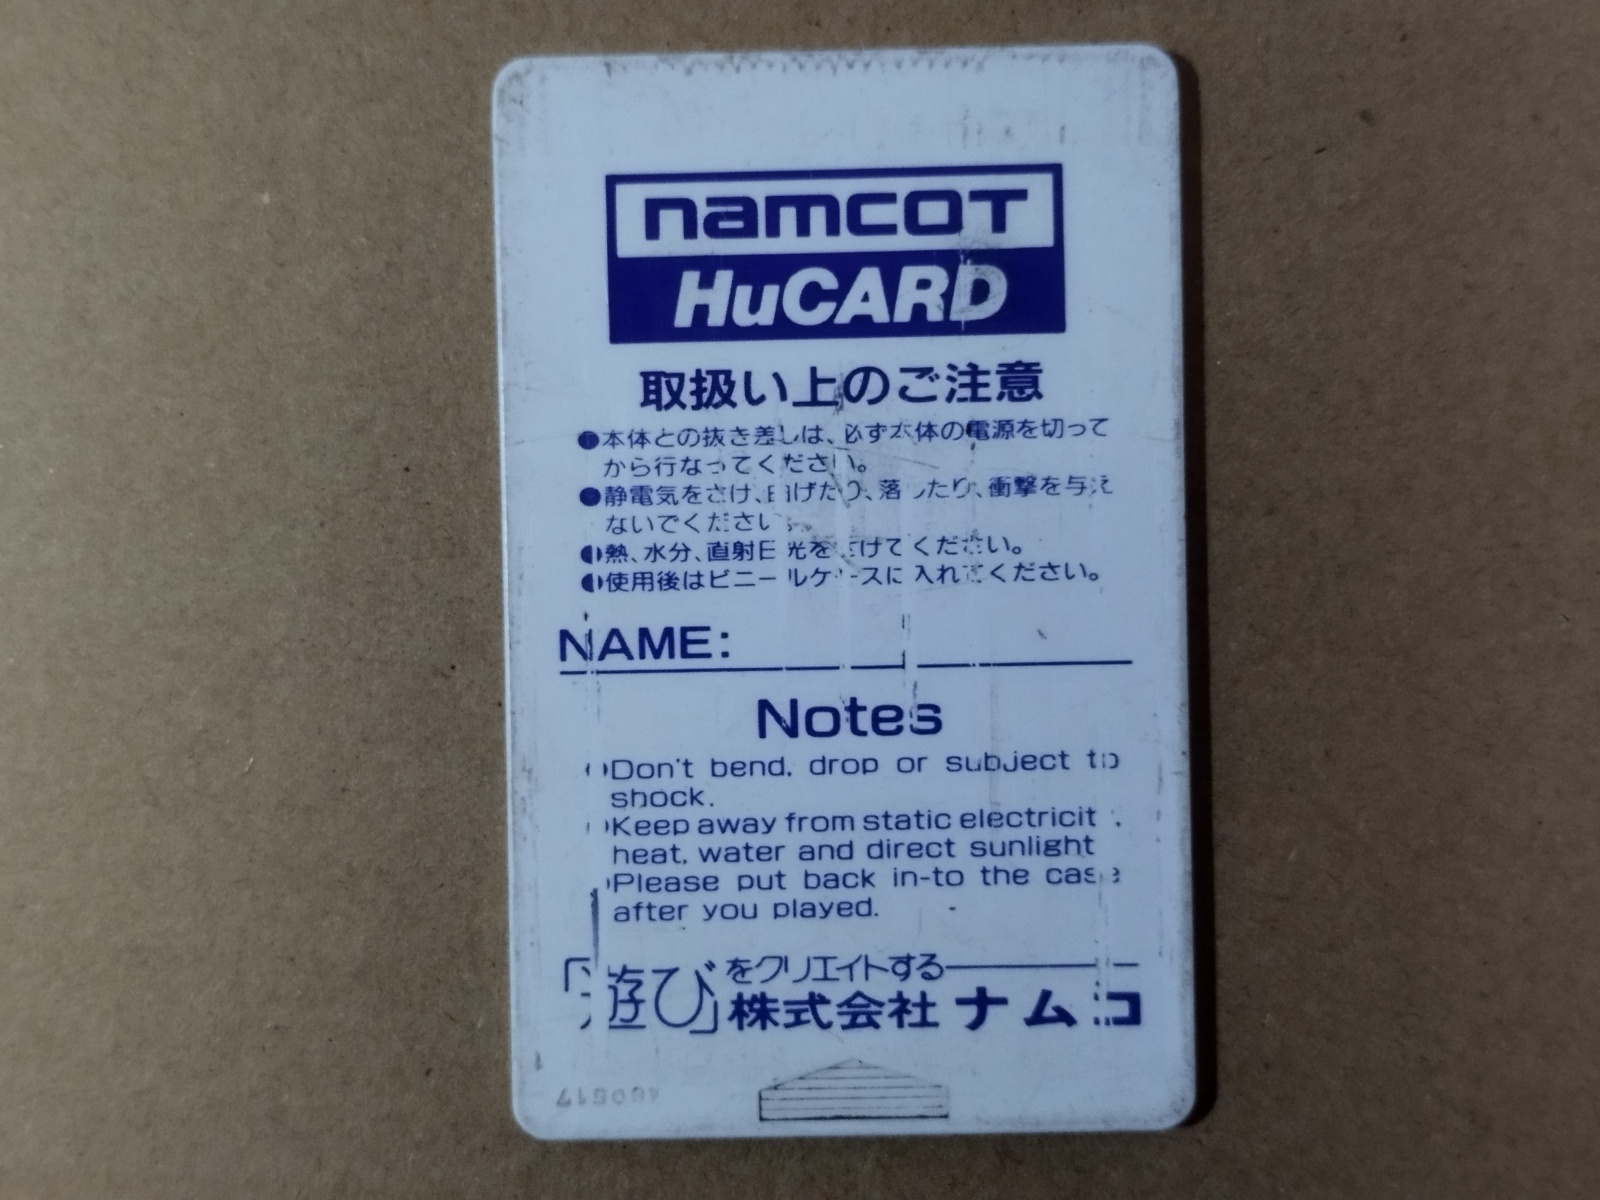 namcoT
HuCARD
取扱い上のご注意
●本体との抜き差しは、必ず本体の電源を切って
から行なってください。
●静電気をさけ、曲げたり、落したり、衝撃を与え
ないでください。
●熱、水分、直射日光をさけてください。
●使用後はビニールケースに入れてください。
NAME:
Notes
●Don't bend, drop or subject to
shock.
●Keep away from static electricity,
heat, water and direct sunlight
●Please put back in-to the case
after you played.
「遊び」をクリエイトする
株式会社ナムコ